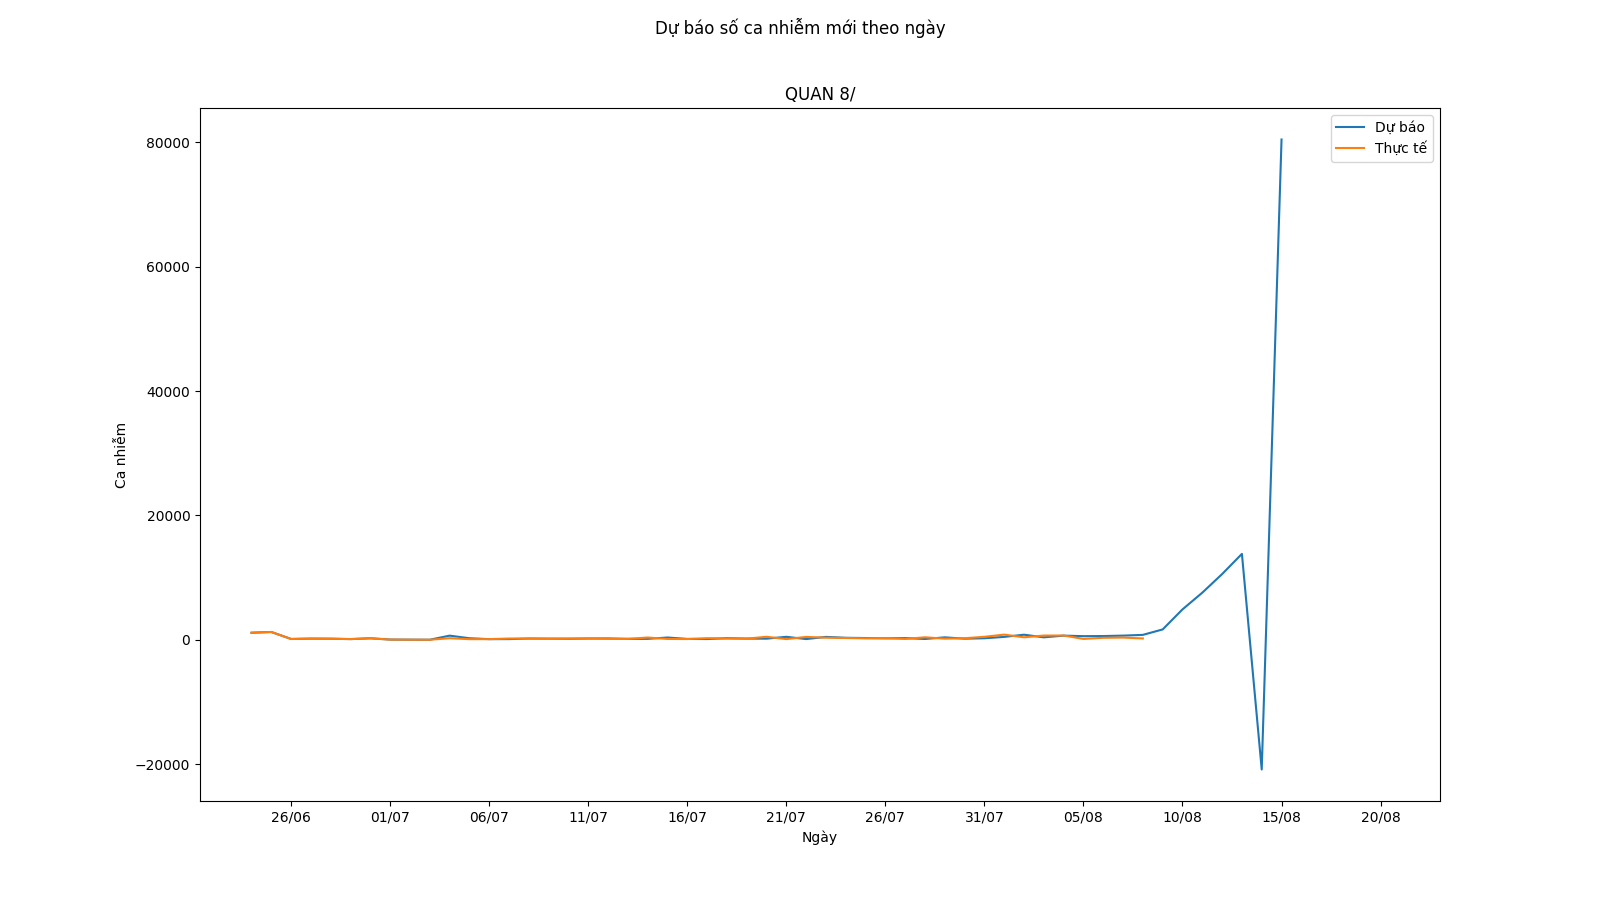 Dự báo số ca nhiễm mới theo ngày
QUAN 8/
Dự báo
Thực tế
80000
60000
40000
20000
0
−20000
Ca nhiễm
26/06 01/07 06/07 11/07 16/07 21/07 26/07 31/07 05/08 10/08 15/08 20/08
Ngày